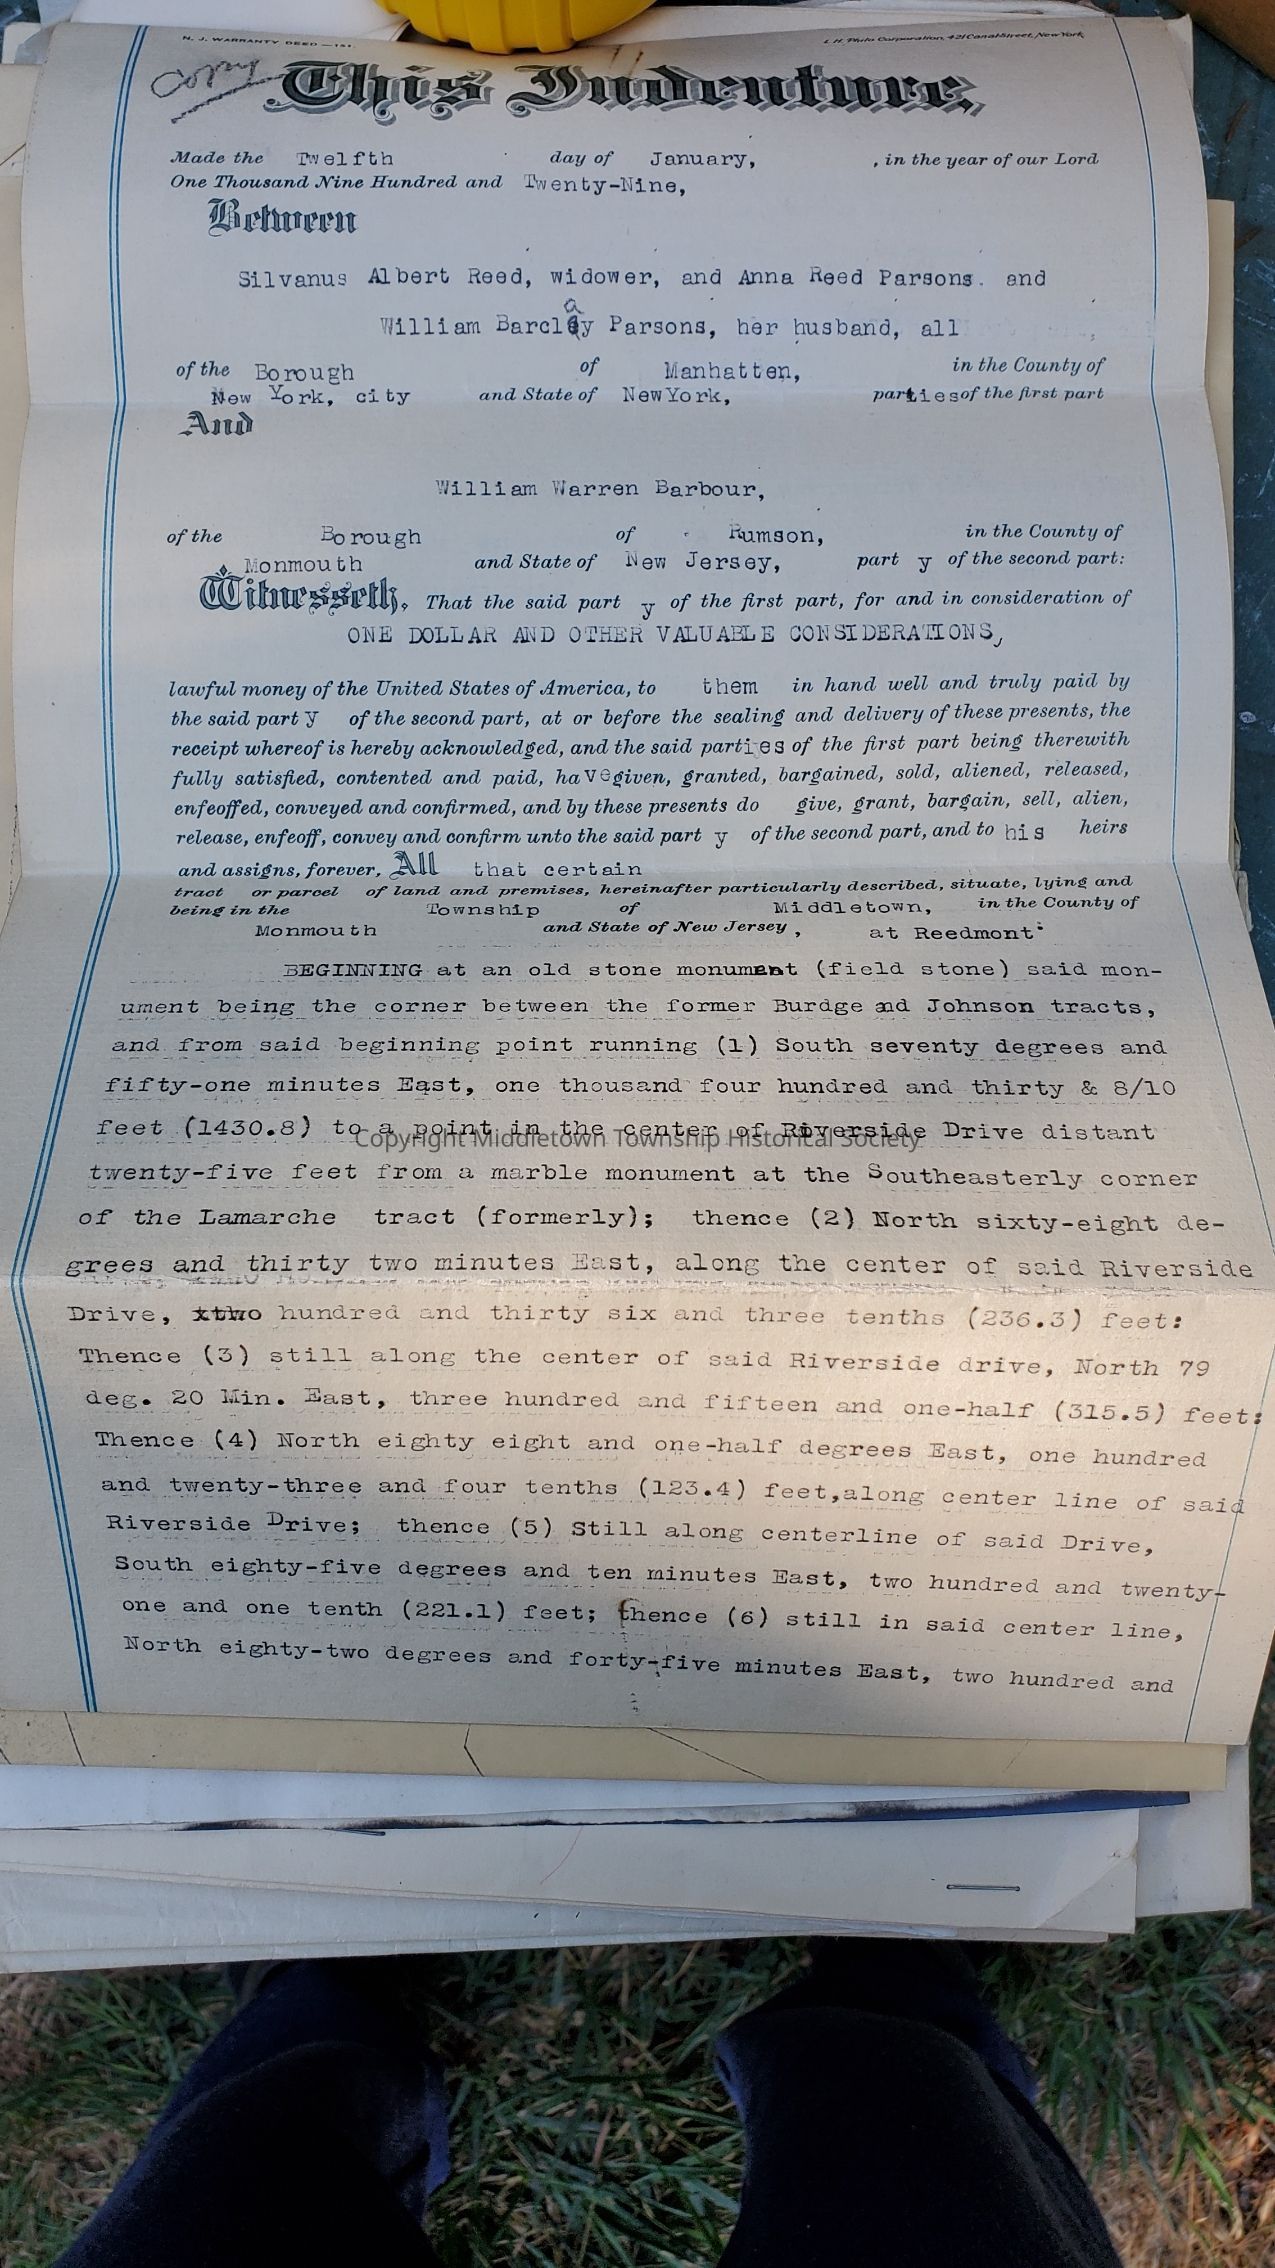 N. J. WARRANTY DEED—151.
L. H. Philo Corporation, 421 Canal Street, New York
copy
This Indenture,
Made the Twelfth day of January, , in the year of our Lord
One Thousand Nine Hundred and Twenty-Nine,
Between
Silvanus Albert Reed, widower, and Anna Reed Parsons. and
a
William Barcley Parsons, her husband, all
of the Borough of Manhatten, in the County of
New York, city and State of NewYork, partiesof the first part
And
William Warren Barbour,
of the Borough of Rumson, in the County of
Monmouth and State of New Jersey, part y of the second part:
Witnesseth, That the said part y of the first part, for and in consideration of
ONE DOLLAR AND OTHER VALUABLE CONSIDERATIONS,
lawful money of the United States of America, to them in hand well and truly paid by
the said part y of the second part, at or before the sealing and delivery of these presents, the
receipt whereof is hereby acknowledged, and the said parties of the first part being therewith
fully satisfied, contented and paid, havegiven, granted, bargained, sold, aliened, released,
enfeoffed, conveyed and confirmed, and by these presents do give, grant, bargain, sell, alien,
release, enfeoff, convey and confirm unto the said part y of the second part, and to his heirs
and assigns, forever, All that certain
tract or parcel of land and premises, hereinafter particularly described, situate, lying and
being in the Township of Middletown, in the County of
Monmouth and State of New Jersey, at Reedmont:
BEGINNING at an old stone monument (field stone) said mon-
ument being the corner between the former Burdge and Johnson tracts,
and from said beginning point running (1) South seventy degrees and
fifty-one minutes East, one thousand four hundred and thirty & 8/10
feet (1430.8) to a point in the center of Riverside Drive distant
Copyright Middletown Township Historical Society
twenty-five feet from a marble monument at the Southeasterly corner
of the Lamarche tract (formerly); thence (2) North sixty-eight de-
grees and thirty two minutes East, along the center of said Riverside
Drive, xtwo hundred and thirty six and three tenths (236.3) feet:
Thence (3) still along the center of said Riverside drive, North 79
deg. 20 Min. East, three hundred and fifteen and one-half (315.5) feet:
Thence (4) North eighty eight and one-half degrees East, one hundred
and twenty-three and four tenths (123.4) feet,along center line of said
Riverside Drive; thence (5) Still along centerline of said Drive,
South eighty-five degrees and ten minutes East, two hundred and twenty-
one and one tenth (221.1) feet; thence (6) still in said center line,
North eighty-two degrees and forty-five minutes East, two hundred and